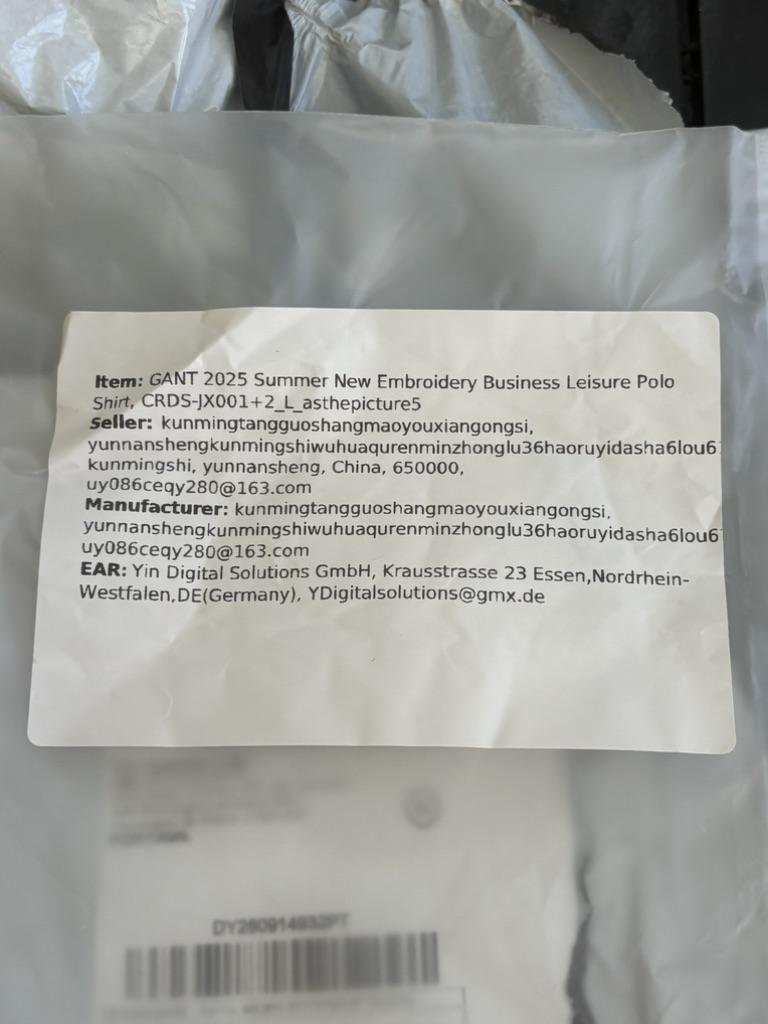 Item: GANT 2025 Summer New Embroidery Business Leisure Polo
Shirt, CRDS-JX001+2_L_asthepicture5
Seller: kunmingtangguoshangmaoyouxiangongsi,
yunnanshengkunmingshiwuhuaqurenminzhonglu36haoruyidasha6lou6
kunmingshi, yunnansheng, China, 650000,
uy086ceqy280@163.com
Manufacturer: kunmingtangguoshangmaoyouxiangongsi,
yunnanshengkunmingshiwuhuaqurenminzhonglu36haoruyidasha6lou6
uy086ceqy280@163.com
EAR: Yin Digital Solutions GmbH, Krausstrasse 23 Essen,Nordrhein-
Westfalen,DE(Germany), YDigitalsolutions@gmx.de